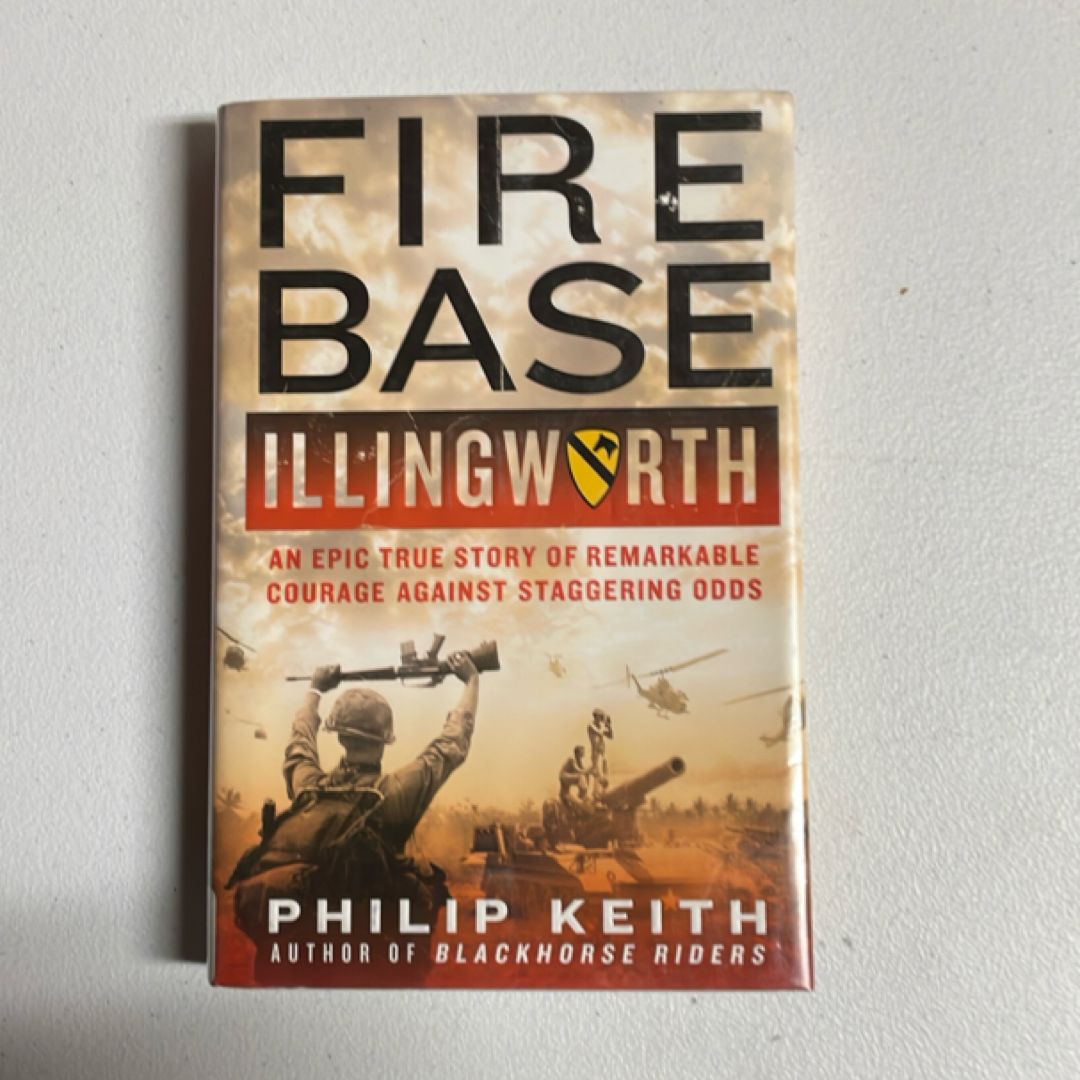 FIRE
BASE
ILLINGWORTH
AN EPIC TRUE STORY OF REMARKABLE
COURAGE AGAINST STAGGERING ODDS
PHILIP KEITH
AUTHOR OF BLACKHORSE RIDERS